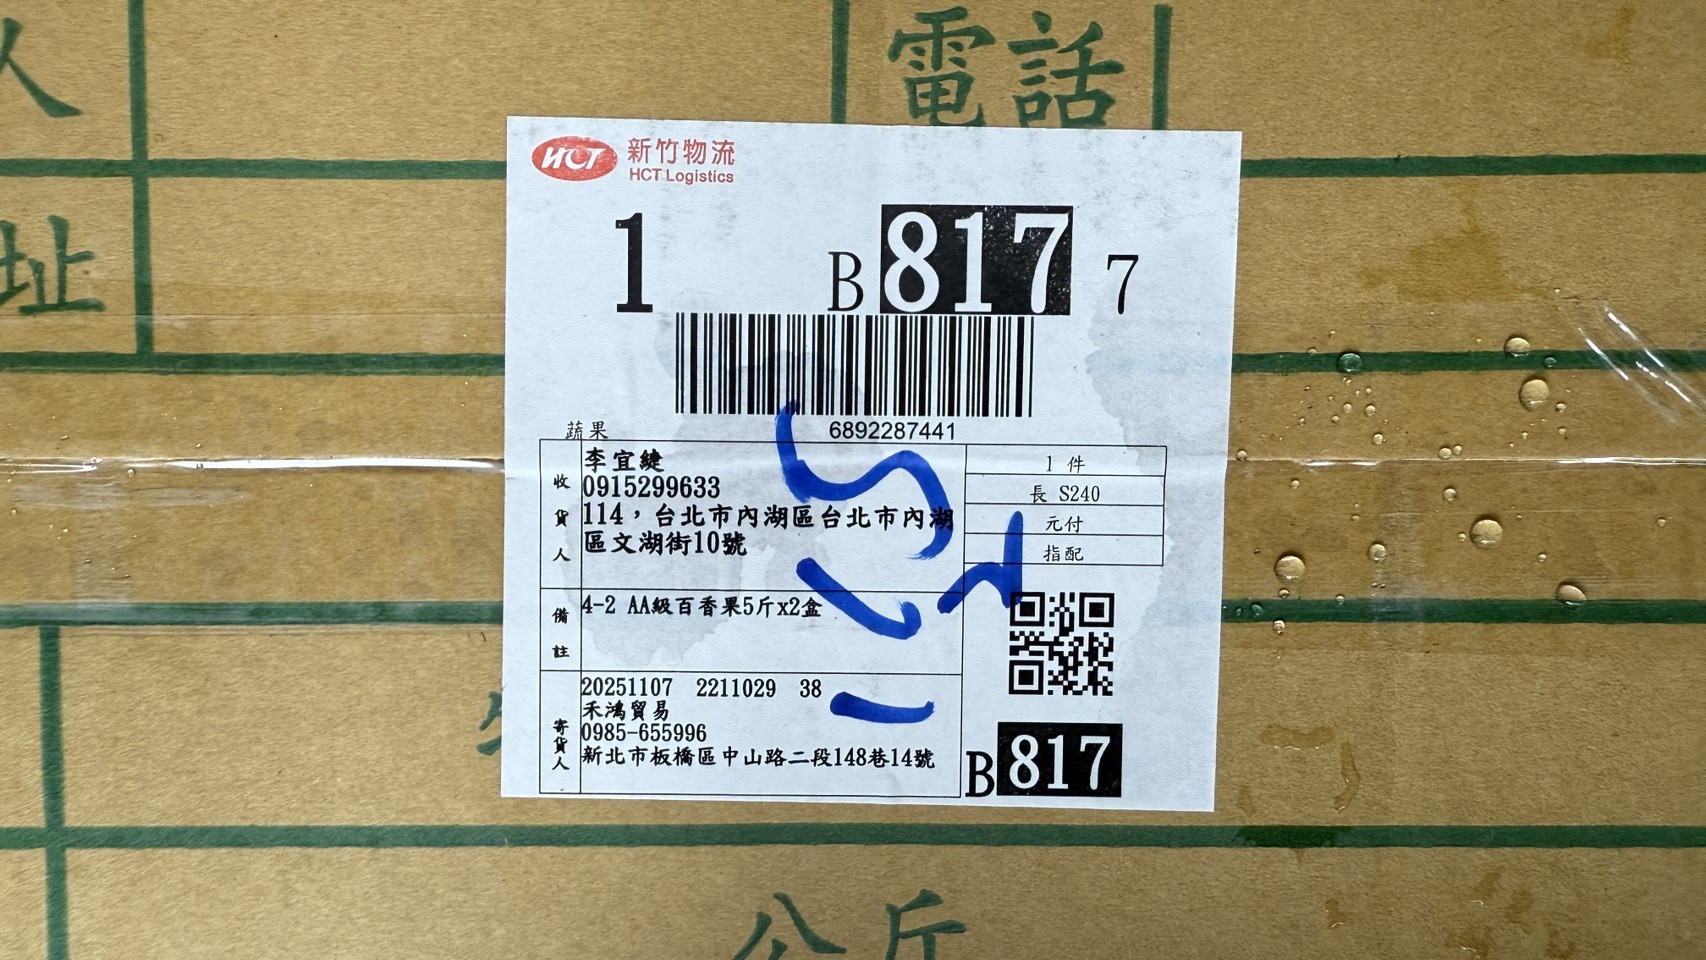 人
電話
址
新竹物流
HCT Logistics
1 B 817 7
蔬果
6892287441
收貨人
李宜緁
0915299633
114，台北市內湖區台北市內湖
區文湖街10號
1 件
長 S240
元付
指配
備註
4-2 AA級百香果5斤x2盒
寄貨人
20251107 2211029 38
禾鴻貿易
0985-655996
新北市板橋區中山路二段148巷14號
B 817
公斤